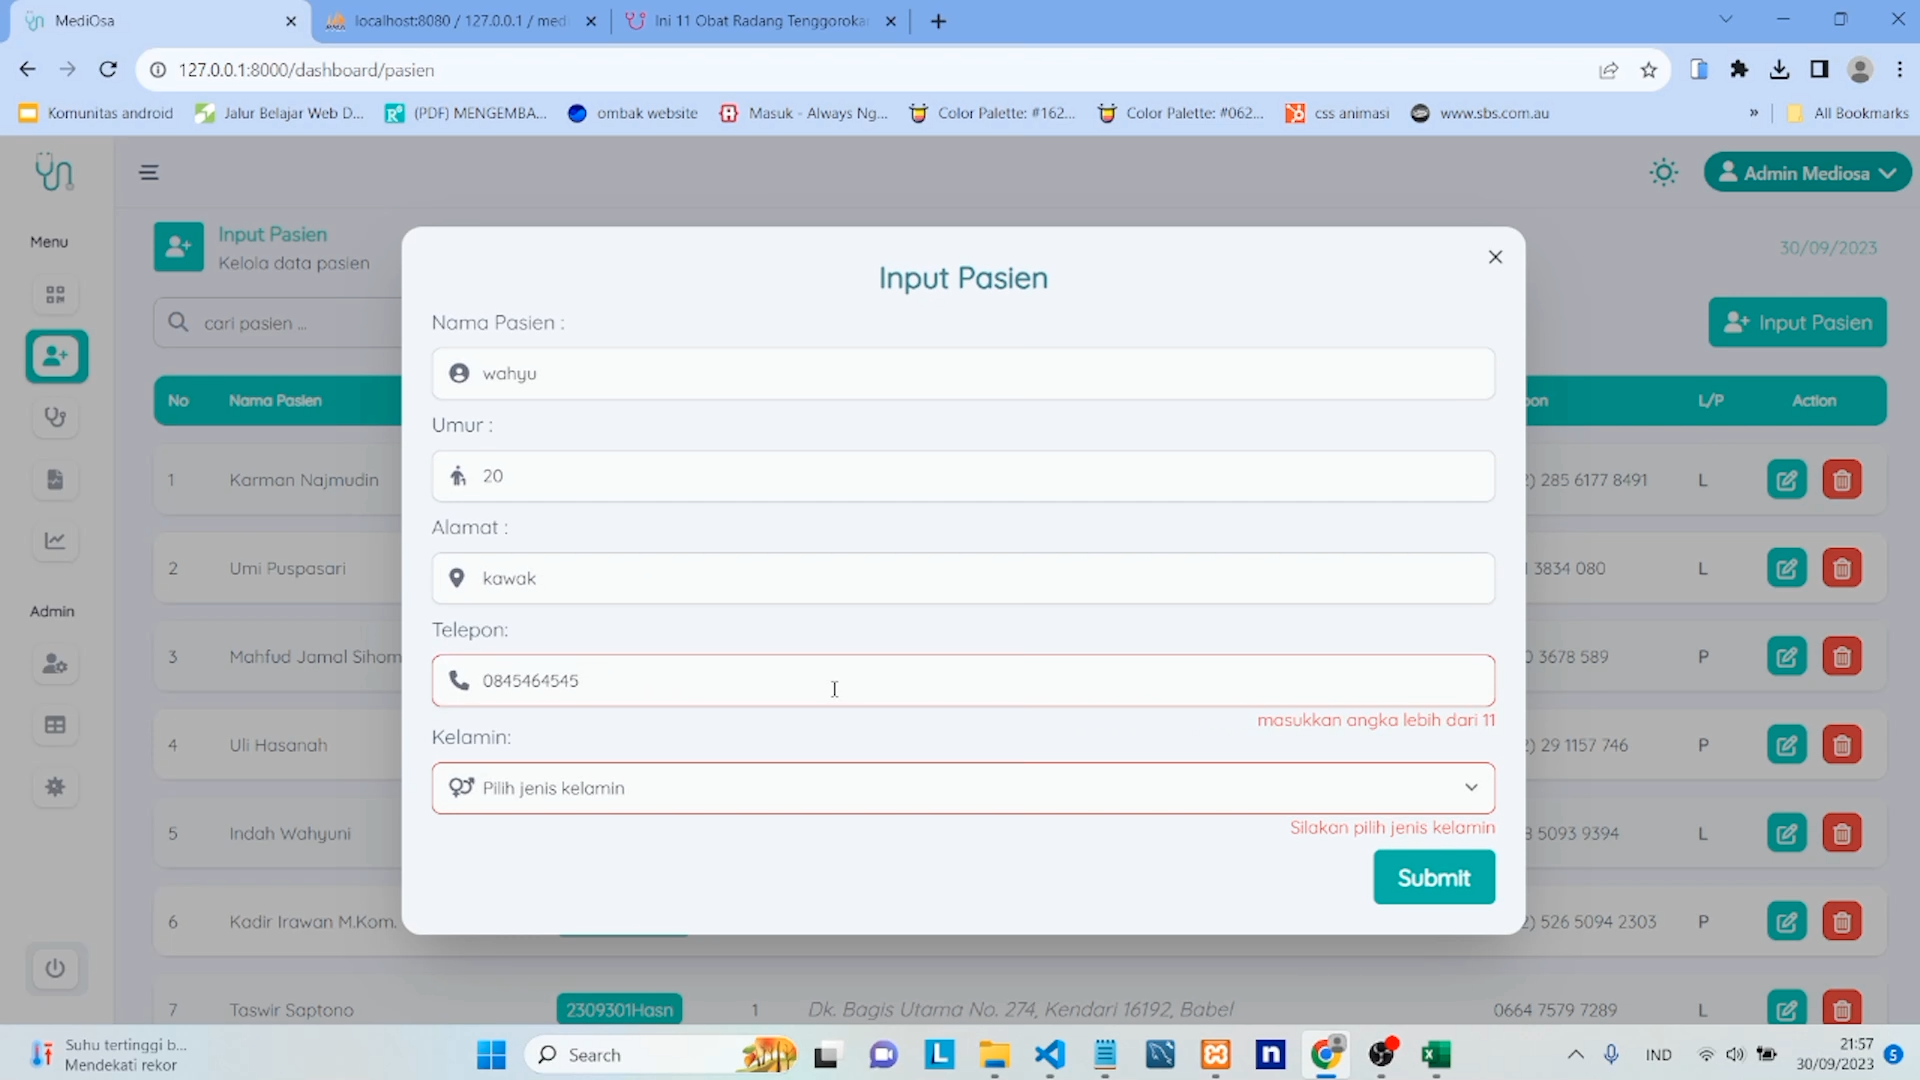 MediOsa
localhost:8080 / 127.0.0.1 / med
Ini 11 Obat Radang Tenggoroka
127.0.0.1:8000/dashboard/pasien
Komunitas android
Jalur Belajar Web D...
(PDF) MENGEMBA...
ombak website
Masuk - Always Ng...
Color Palette: #162...
Color Palette: #062...
css animasi
www.sbs.com.au
»
All Bookmarks
Admin Mediosa
Menu
Input Pasien
Kelola data pasien
30/09/2023
cari pasien ...
Input Pasien
No
Nama Pasien
pon
L/P
Action
1
Karman Najmudin
2) 285 6177 8491
L
2
Umi Puspasari
3834 080
L
3
Mahfud Jamal Sihom
3678 589
P
4
Uli Hasanah
2) 29 1157 746
P
5
Indah Wahyuni
5093 9394
L
6
Kadir Irawan M.Kom.
2) 526 5094 2303
P
7
Taswir Saptono
2309301Hasn
1
Dk. Bagis Utama No. 274, Kendari 16192, Babel
0664 7579 7289
L
Admin
Input Pasien
Nama Pasien :
wahyu
Umur :
20
Alamat :
kawak
Telepon:
0845464545
masukkan angka lebih dari 11
Kelamin:
Pilih jenis kelamin
Silakan pilih jenis kelamin
Submit
Suhu tertinggi b...
Mendekati rekor
Search
L
n
IND
21:57
30/09/2023
5